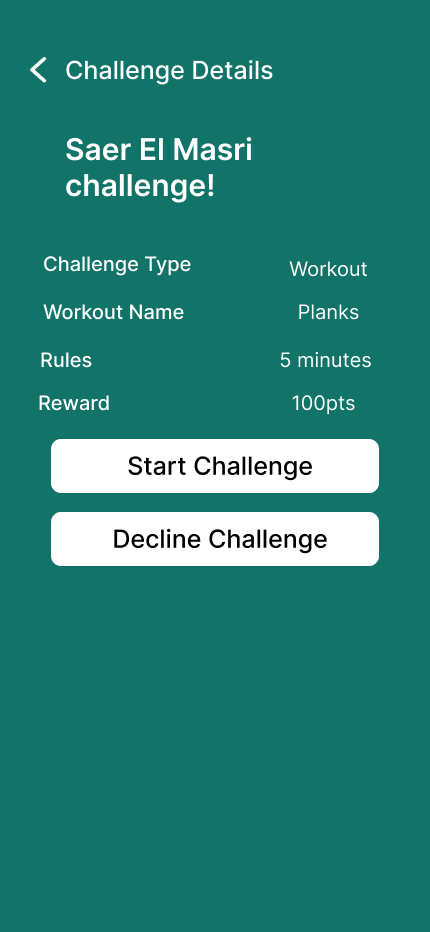 Challenge Details
Saer El Masri
challenge!
Challenge Type Workout
Workout Name Planks
Rules 5 minutes
Reward 100pts
Start Challenge
Decline Challenge